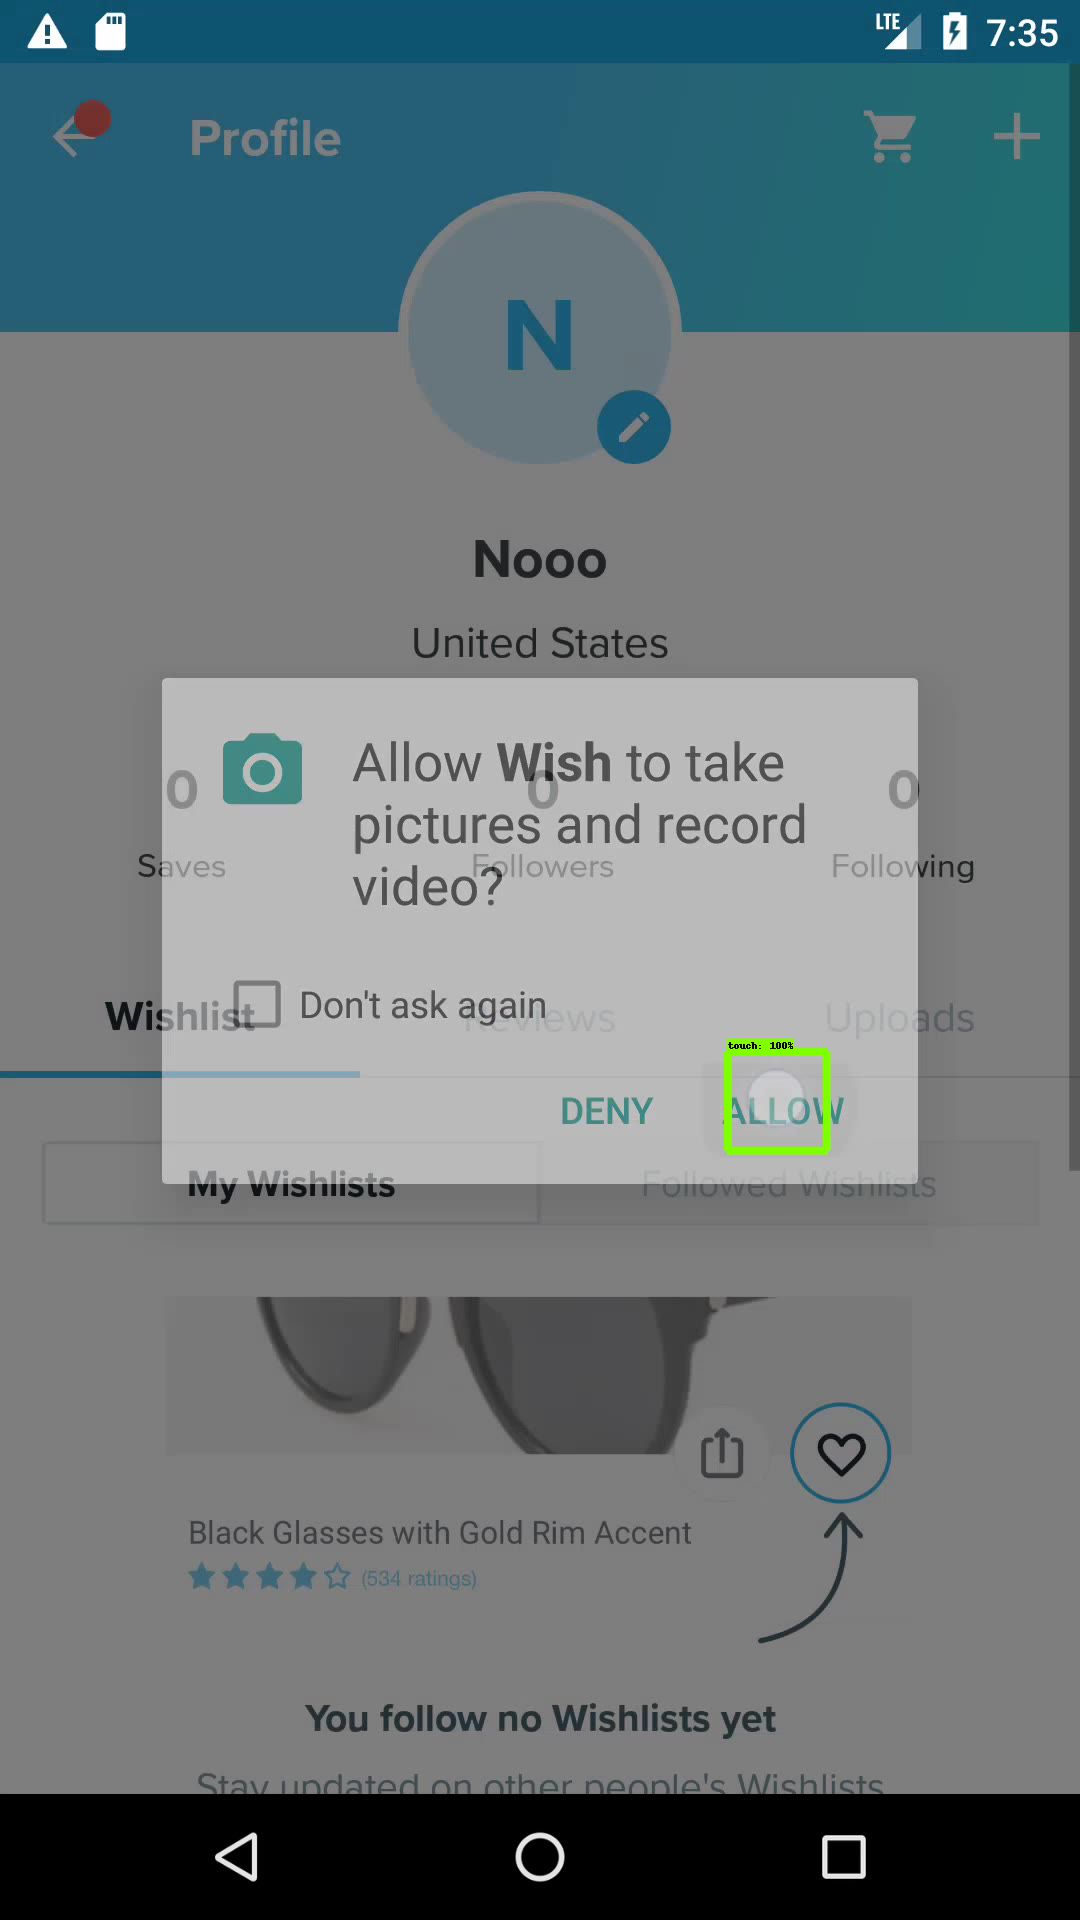 LTE 7:35
Profile
N
Nooo
United States
Allow Wish to take
pictures and record
video?
0 0 0
Saves Followers Following
Don't ask again
Wishlist Reviews Uploads
touch: 100%
DENY ALLOW
My Wishlists Followed Wishlists
Black Glasses with Gold Rim Accent
(534 ratings)
You follow no Wishlists yet
Stay updated on other people's Wishlists